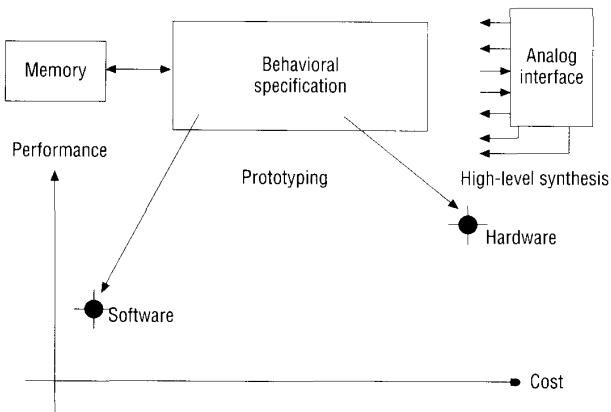 Memory
Behavioral
specification
Analog
interface
Performance
Prototyping
High-level synthesis
Hardware
Software
Cost